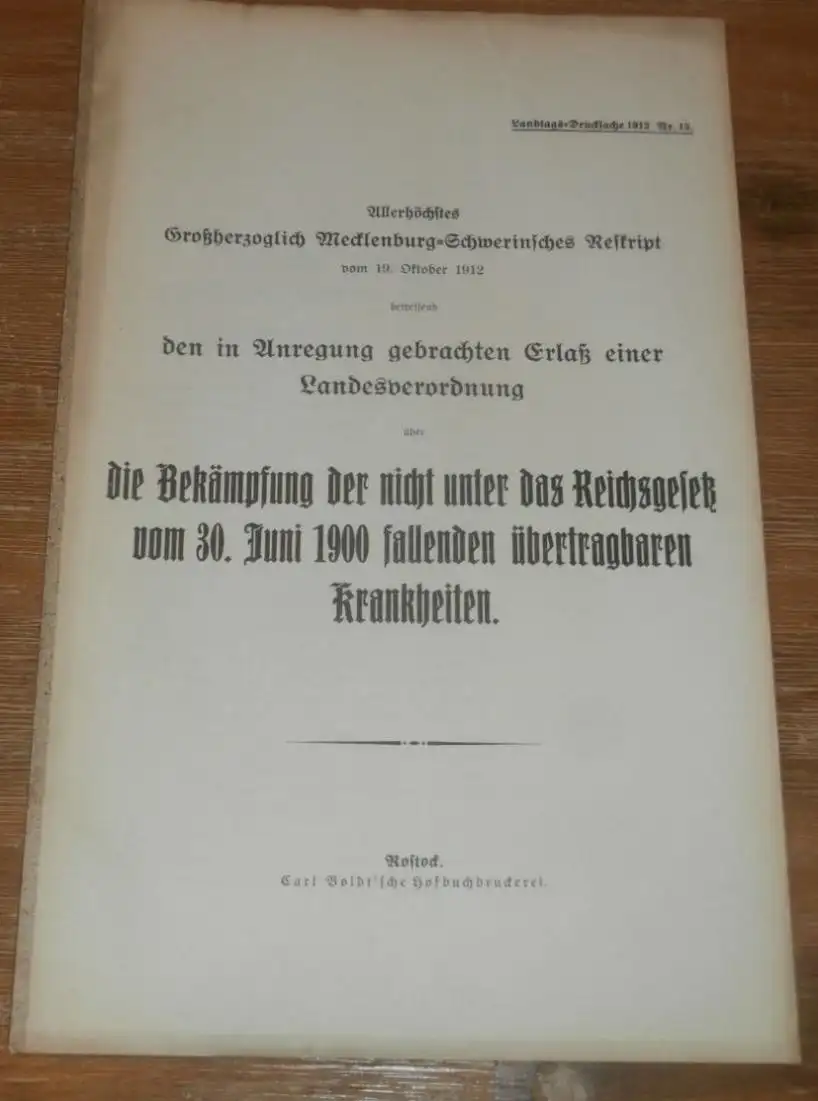 Landtags-Drucksache 1912 Nr. 13.
Allerhöchstes
Großherzoglich Mecklenburg-Schwerinsches Reskript
vom 19. Oktober 1912
betreffend
den in Anregung gebrachten Erlaß einer
Landesverordnung
über
die Bekämpfung der nicht unter das Reichsgesetz
vom 30. Juni 1900 fallenden übertragbaren
Krankheiten.
Rostock.
Carl Boldt'sche Hofbuchdruckerei.